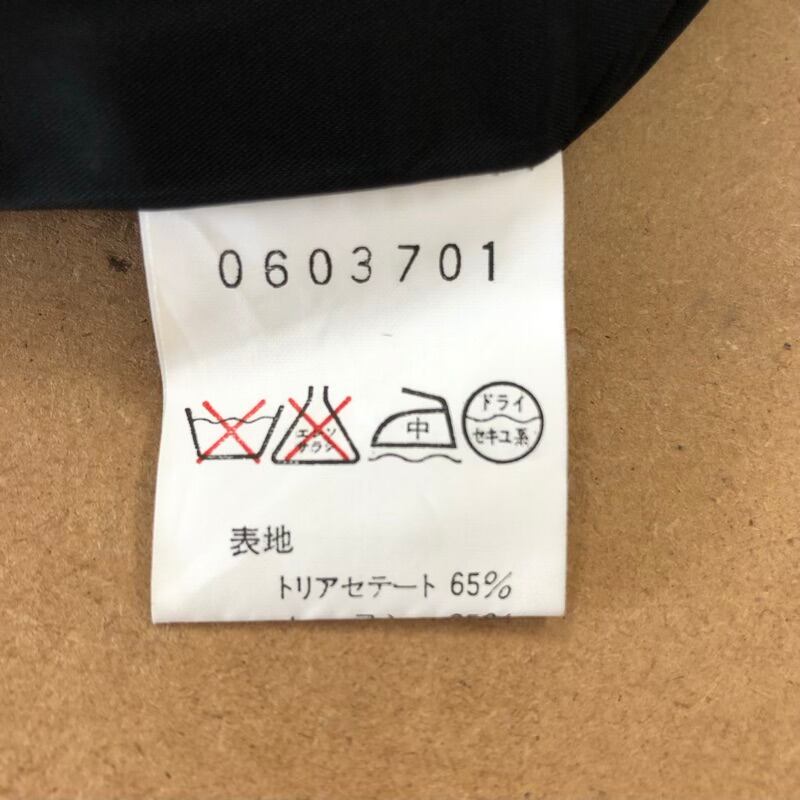 0603701
エンソ
サラシ
中
ドライ
セキユ系
表地
トリアセテート 65%